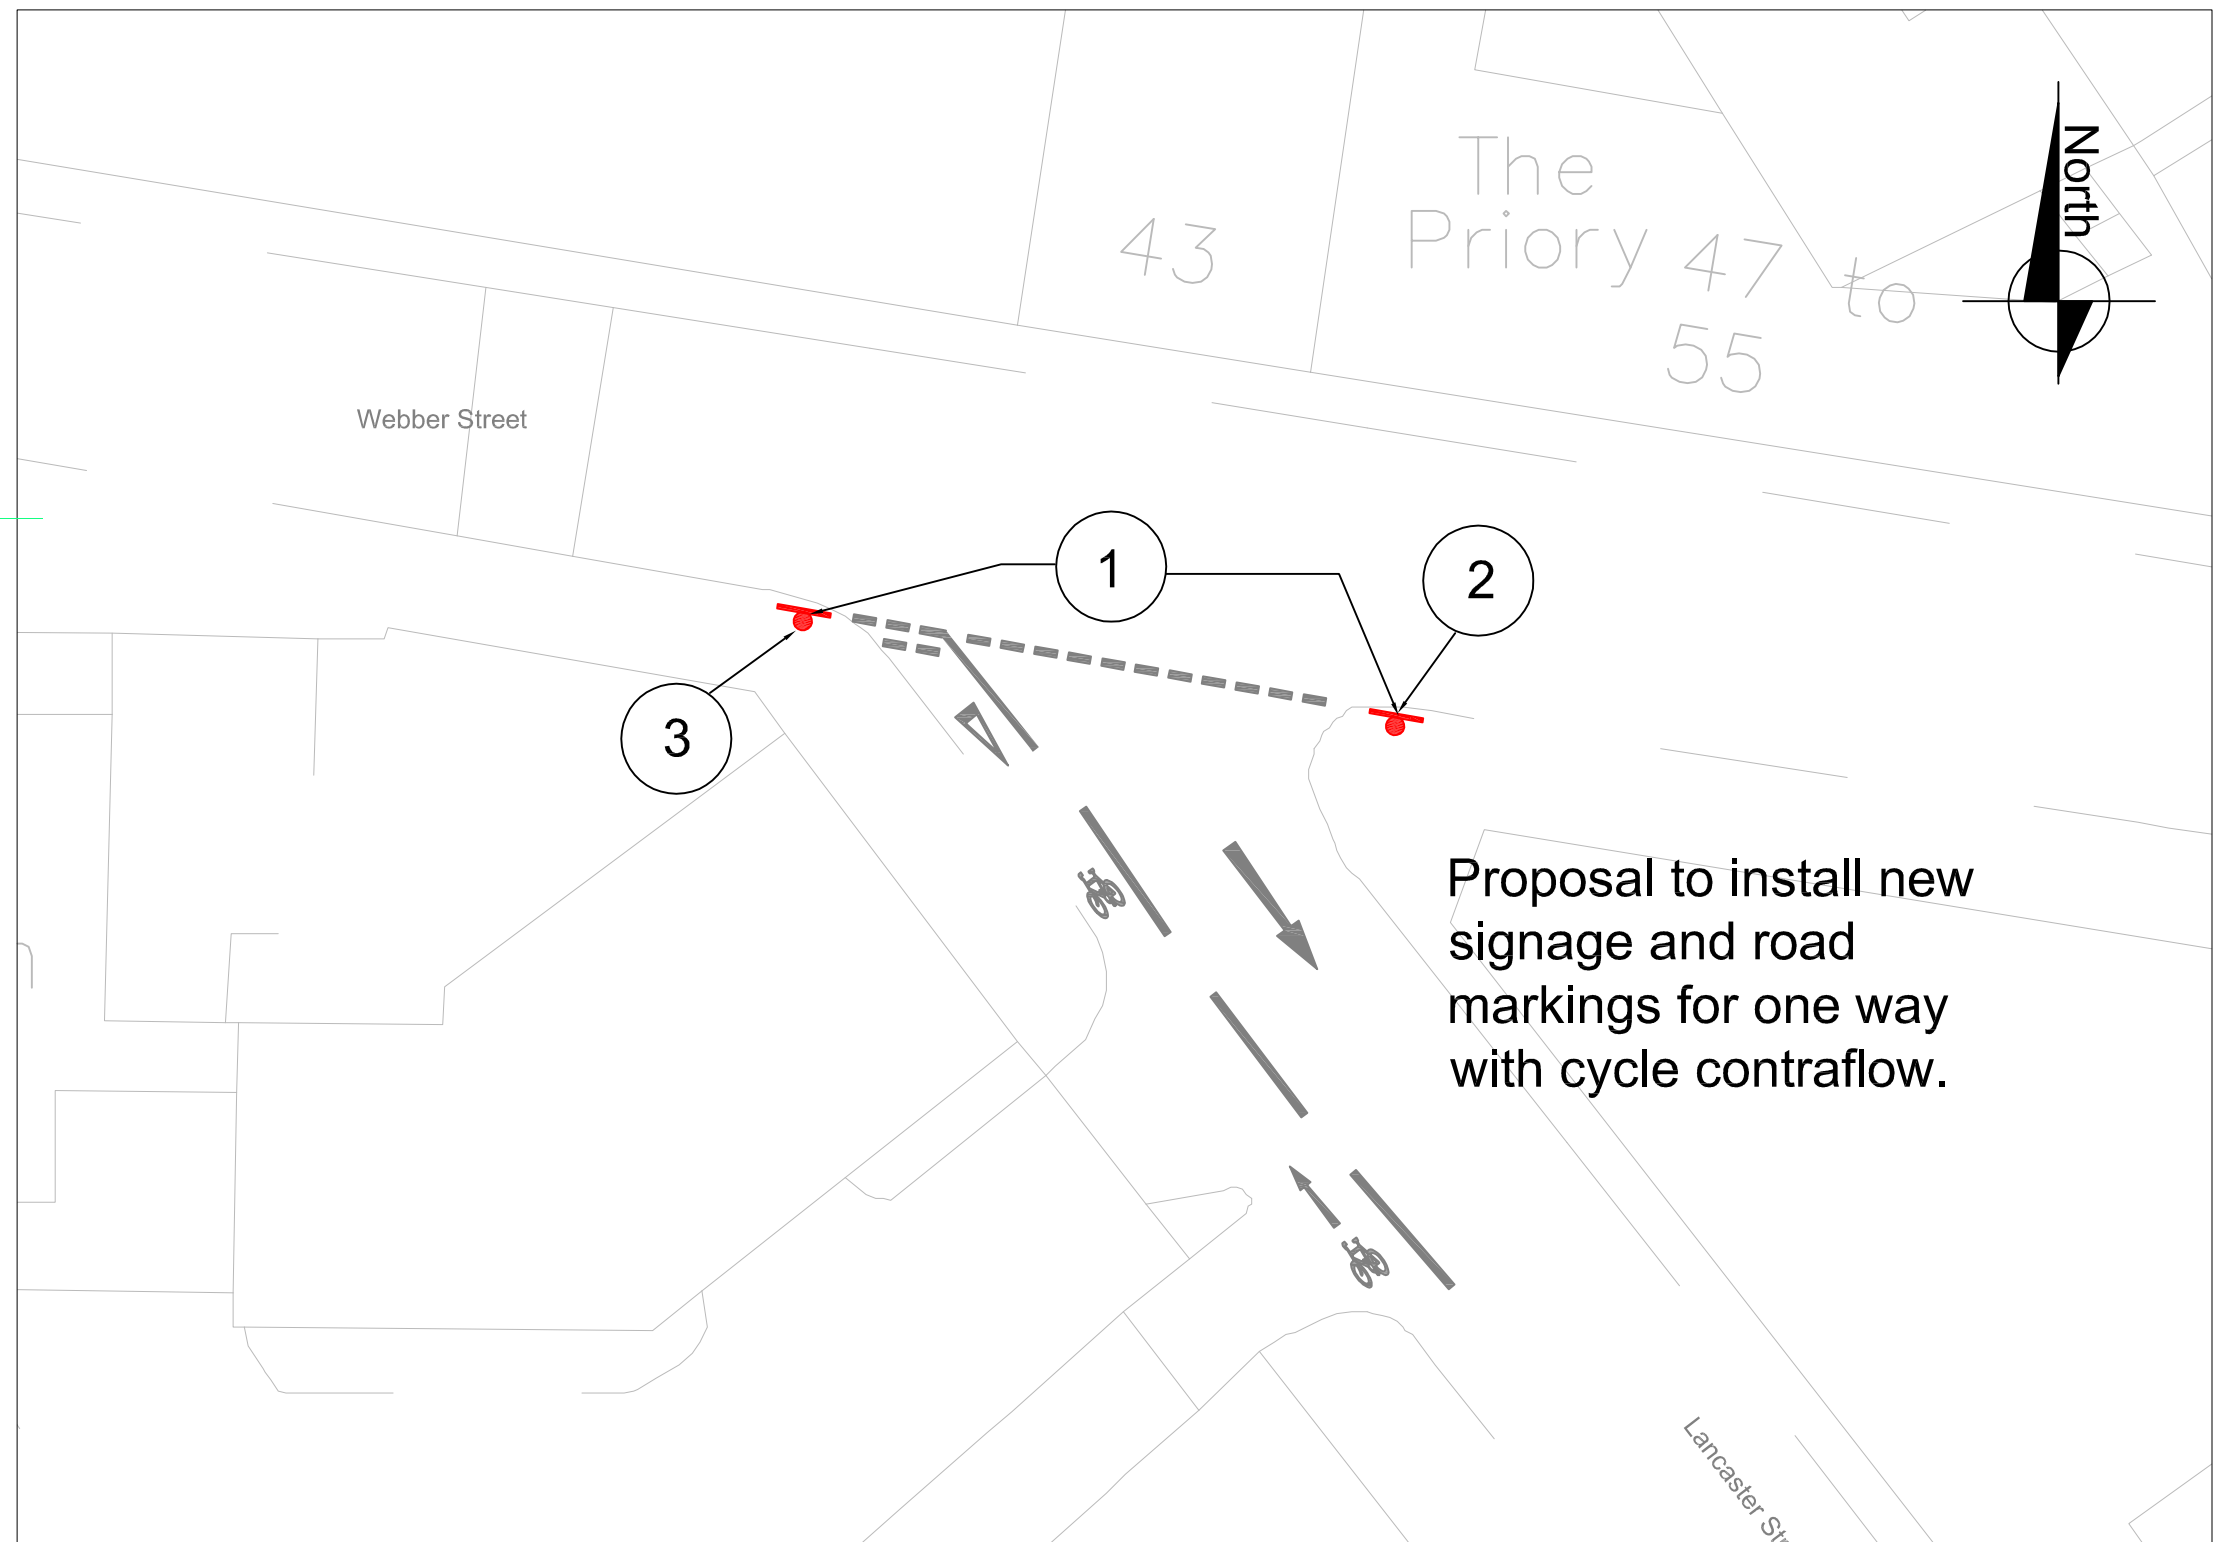 North
The
Priory
43
47 to
55
Webber Street
1
2
3
Proposal to install new
signage and road
markings for one way
with cycle contraflow.
Lancaster